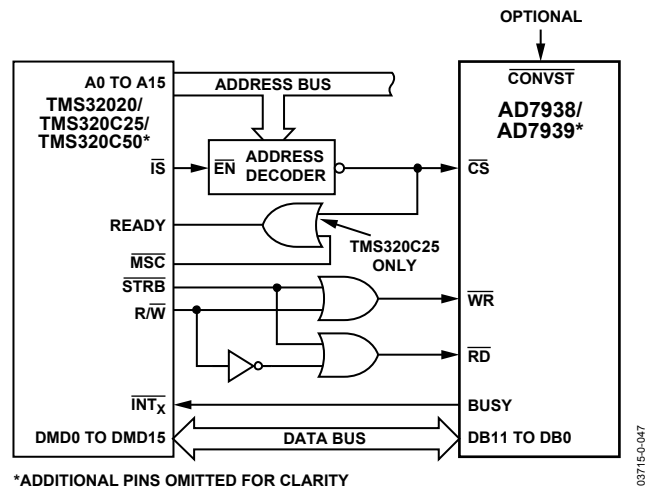 OPTIONAL
A0 TO A15
ADDRESS BUS
CONVST
TMS32020/
TMS320C25/
TMS320C50*
AD7938/
AD7939*
IS
EN
ADDRESS
DECODER
CS
READY
TMS320C25
ONLY
MSC
STRB
R/W
WR
RD
INTX
BUSY
DMD0 TO DMD15
DATA BUS
DB11 TO DB0
*ADDITIONAL PINS OMITTED FOR CLARITY
03715-0-047